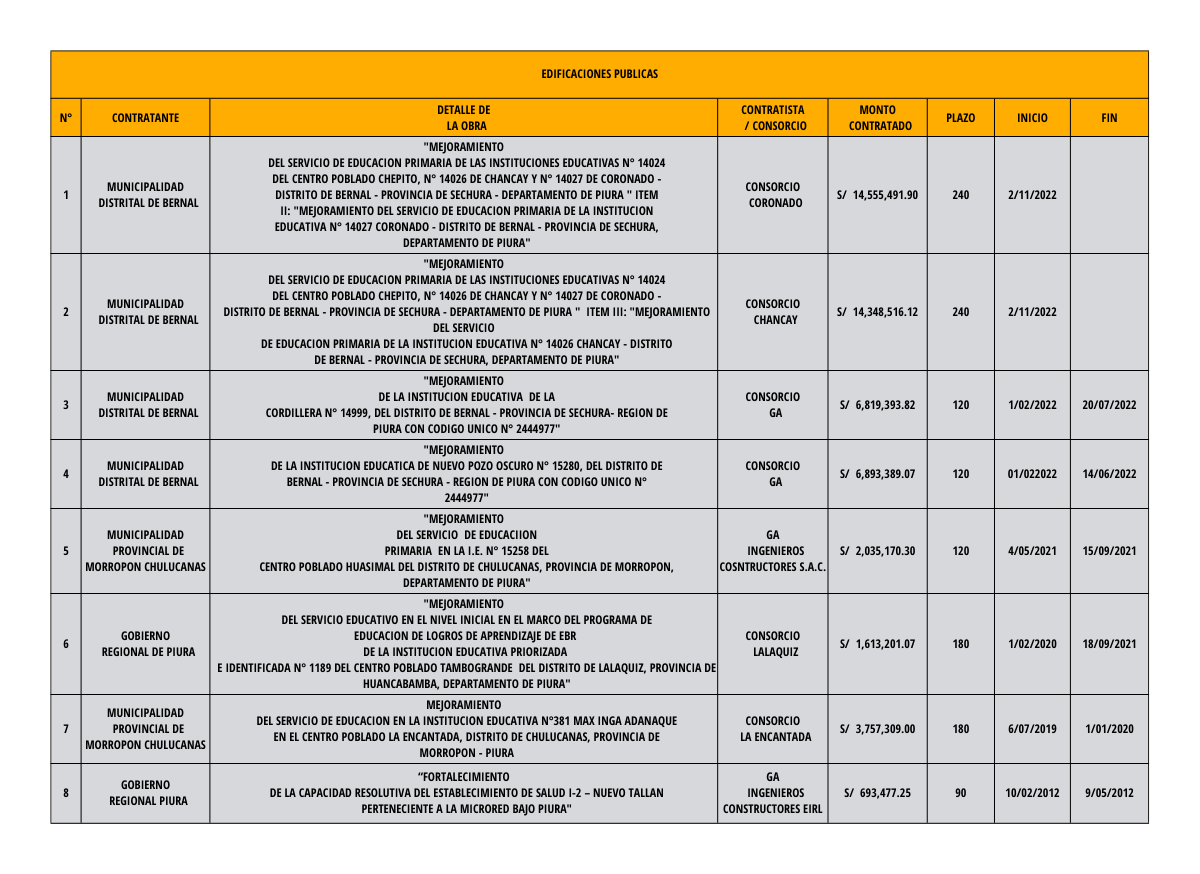 EDIFICACIONES PUBLICAS
N° CONTRATANTE DETALLE DE LA OBRA CONTRATISTA / CONSORCIO MONTO CONTRATADO PLAZO INICIO FIN
1
MUNICIPALIDAD
DISTRITAL DE BERNAL
"MEJORAMIENTO
DEL SERVICIO DE EDUCACION PRIMARIA DE LAS INSTITUCIONES EDUCATIVAS N° 14024
DEL CENTRO POBLADO CHEPITO, N° 14026 DE CHANCAY Y N° 14027 DE CORONADO -
DISTRITO DE BERNAL - PROVINCIA DE SECHURA - DEPARTAMENTO DE PIURA " ITEM
II: "MEJORAMIENTO DEL SERVICIO DE EDUCACION PRIMARIA DE LA INSTITUCION
EDUCATIVA N° 14027 CORONADO - DISTRITO DE BERNAL - PROVINCIA DE SECHURA,
DEPARTAMENTO DE PIURA"
CONSORCIO
CORONADO
S/ 14,555,491.90
240
2/11/2022
2
MUNICIPALIDAD
DISTRITAL DE BERNAL
"MEJORAMIENTO
DEL SERVICIO DE EDUCACION PRIMARIA DE LAS INSTITUCIONES EDUCATIVAS N° 14024
DEL CENTRO POBLADO CHEPITO, N° 14026 DE CHANCAY Y N° 14027 DE CORONADO -
DISTRITO DE BERNAL - PROVINCIA DE SECHURA - DEPARTAMENTO DE PIURA " ITEM III: "MEJORAMIENTO
DEL SERVICIO
DE EDUCACION PRIMARIA DE LA INSTITUCION EDUCATIVA N° 14026 CHANCAY - DISTRITO
DE BERNAL - PROVINCIA DE SECHURA, DEPARTAMENTO DE PIURA"
CONSORCIO
CHANCAY
S/ 14,348,516.12
240
2/11/2022
3
MUNICIPALIDAD
DISTRITAL DE BERNAL
"MEJORAMIENTO
DE LA INSTITUCION EDUCATIVA DE LA
CORDILLERA N° 14999, DEL DISTRITO DE BERNAL - PROVINCIA DE SECHURA- REGION DE
PIURA CON CODIGO UNICO N° 2444977"
CONSORCIO
GA
S/ 6,819,393.82
120
1/02/2022
20/07/2022
4
MUNICIPALIDAD
DISTRITAL DE BERNAL
"MEJORAMIENTO
DE LA INSTITUCION EDUCATICA DE NUEVO POZO OSCURO N° 15280, DEL DISTRITO DE
BERNAL - PROVINCIA DE SECHURA - REGION DE PIURA CON CODIGO UNICO N°
2444977"
CONSORCIO
GA
S/ 6,893,389.07
120
01/022022
14/06/2022
5
MUNICIPALIDAD
PROVINCIAL DE
MORROPON CHULUCANAS
"MEJORAMIENTO
DEL SERVICIO DE EDUCACIION
PRIMARIA EN LA I.E. N° 15258 DEL
CENTRO POBLADO HUASIMAL DEL DISTRITO DE CHULUCANAS, PROVINCIA DE MORROPON,
DEPARTAMENTO DE PIURA"
GA
INGENIEROS
COSNTRUCTORES S.A.C.
S/ 2,035,170.30
120
4/05/2021
15/09/2021
6
GOBIERNO
REGIONAL DE PIURA
"MEJORAMIENTO
DEL SERVICIO EDUCATIVO EN EL NIVEL INICIAL EN EL MARCO DEL PROGRAMA DE
EDUCACION DE LOGROS DE APRENDIZAJE DE EBR
DE LA INSTITUCION EDUCATIVA PRIORIZADA
E IDENTIFICADA N° 1189 DEL CENTRO POBLADO TAMBOGRANDE DEL DISTRITO DE LALAQUIZ, PROVINCIA DE
HUANCABAMBA, DEPARTAMENTO DE PIURA"
CONSORCIO
LALAQUIZ
S/ 1,613,201.07
180
1/02/2020
18/09/2021
7
MUNICIPALIDAD
PROVINCIAL DE
MORROPON CHULUCANAS
MEJORAMIENTO
DEL SERVICIO DE EDUCACION EN LA INSTITUCION EDUCATIVA N°381 MAX INGA ADANAQUE
EN EL CENTRO POBLADO LA ENCANTADA, DISTRITO DE CHULUCANAS, PROVINCIA DE
MORROPON - PIURA
CONSORCIO
LA ENCANTADA
S/ 3,757,309.00
180
6/07/2019
1/01/2020
8
GOBIERNO
REGIONAL PIURA
“FORTALECIMIENTO
DE LA CAPACIDAD RESOLUTIVA DEL ESTABLECIMIENTO DE SALUD I-2 – NUEVO TALLAN
PERTENECIENTE A LA MICRORED BAJO PIURA"
GA
INGENIEROS
CONSTRUCTORES EIRL
S/ 693,477.25
90
10/02/2012
9/05/2012